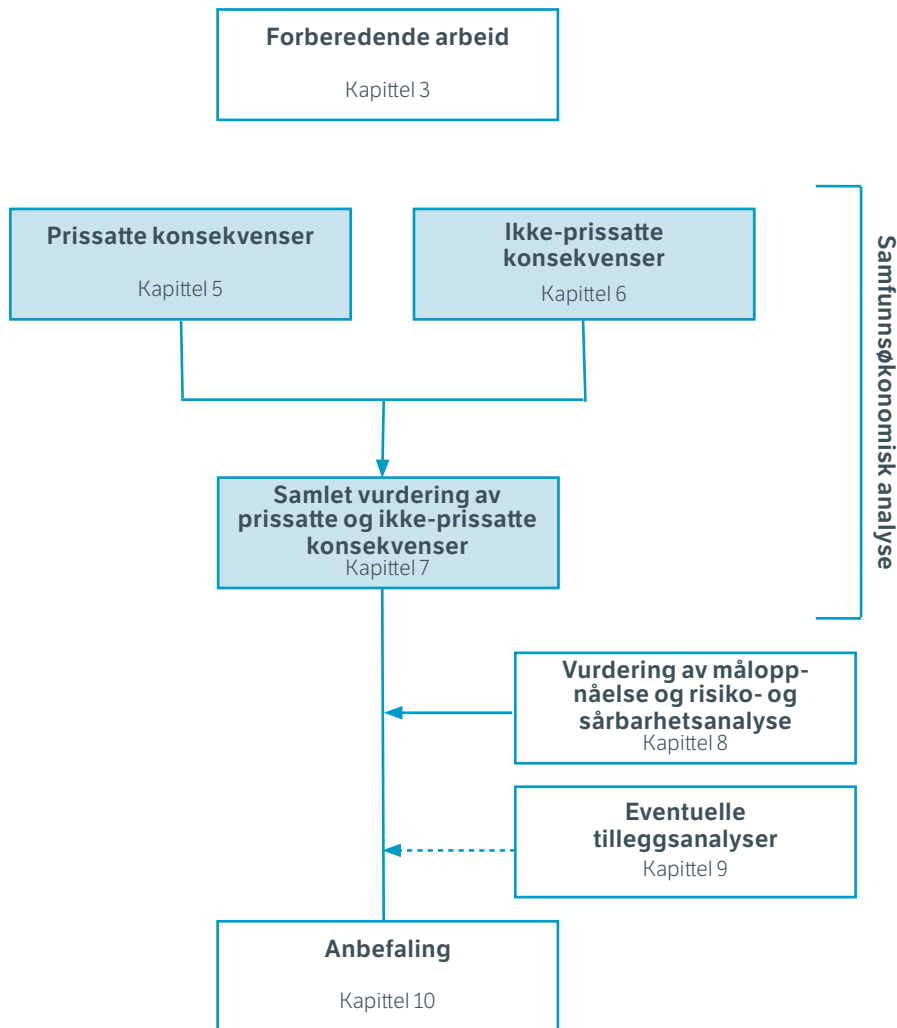 Forberedende arbeid
Kapittel 3
Prissatte konsekvenser
Kapittel 5
Ikke-prissatte
konsekvenser
Kapittel 6
Samfunnsøkonomisk analyse
Samlet vurdering av
prissatte og ikke-prissatte
konsekvenser
Kapittel 7
Vurdering av måloppnåelse
nåelse og risiko- og
sårbarhetsanalyse
Kapittel 8
Eventuelle
tilleggsanalyser
Kapittel 9
Anbefaling
Kapittel 10